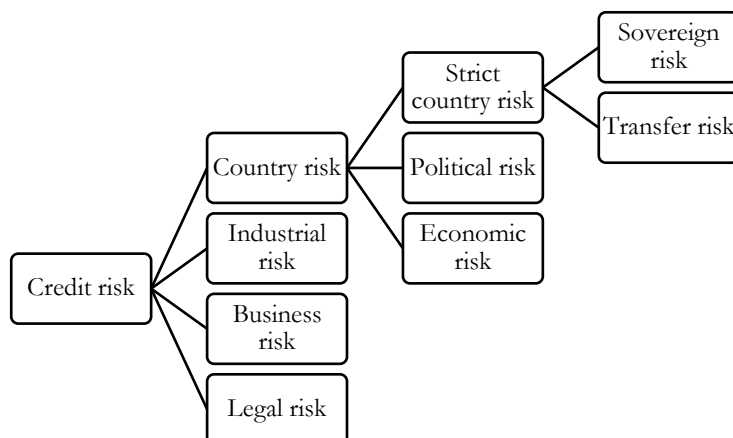 Sovereign
risk
Strict
country risk
Transfer risk
Country risk
Political risk
Industrial
risk
Economic
risk
Credit risk
Business
risk
Legal risk